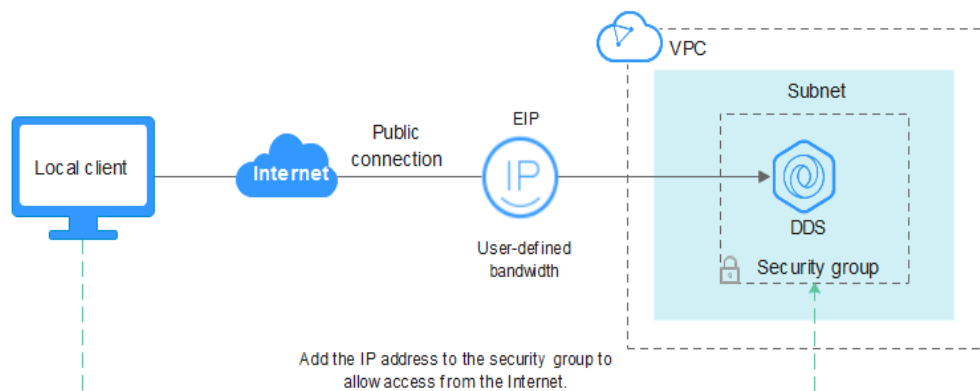 VPC
Subnet
EIP
Public
connection
Local client
Internet
IP
DDS
User-defined
bandwidth
Security group
Add the IP address to the security group to
allow access from the Internet.